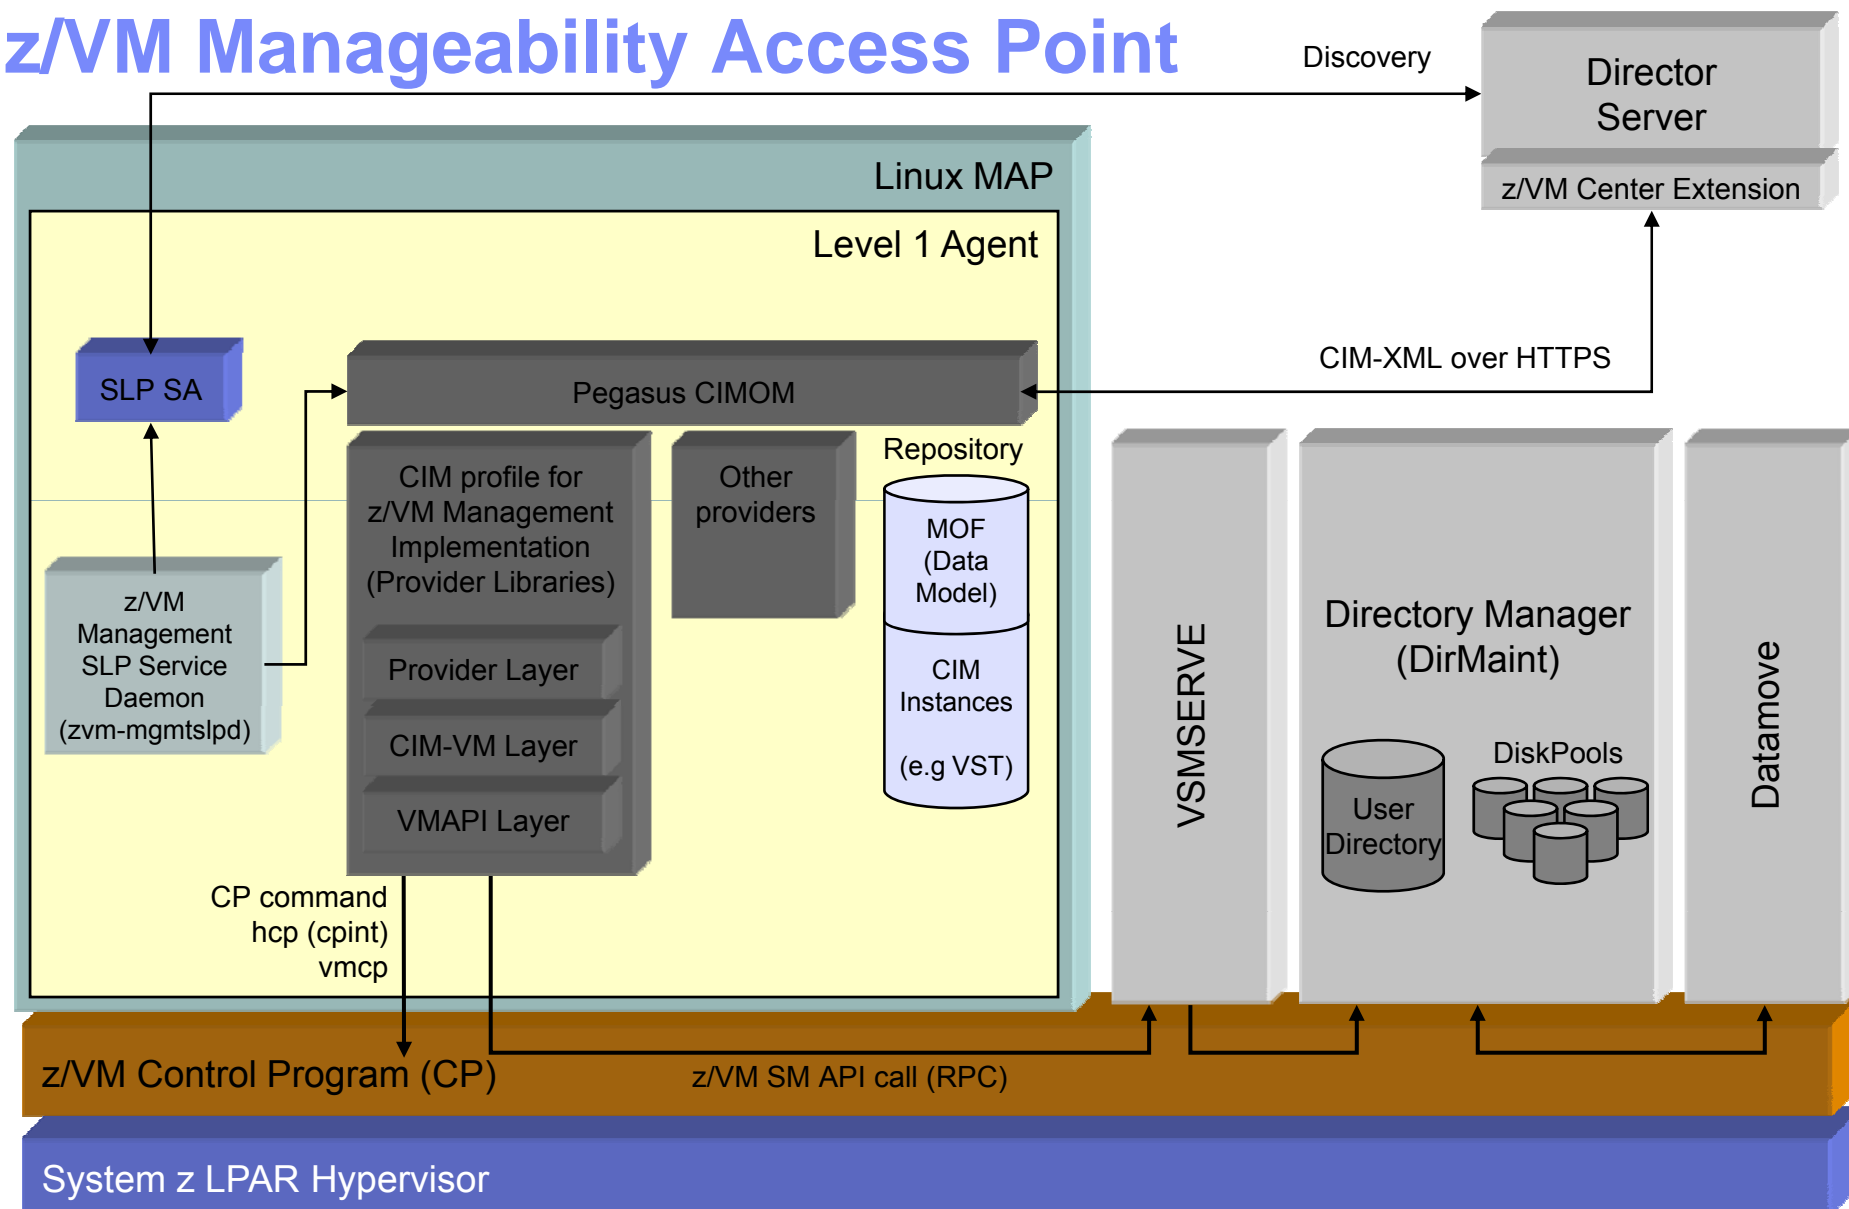 z/VM Manageability Access Point
Discovery
Director
Server
z/VM Center Extension
Linux MAP
Level 1 Agent
SLP SA
Pegasus CIMOM
CIM-XML over HTTPS
z/VM
Management
SLP Service
Daemon
(zvm-mgmtslpd)
CIM profile for
z/VM Management
Implementation
(Provider Libraries)
Provider Layer
CIM-VM Layer
VMAPI Layer
Other
providers
Repository
MOF
(Data
Model)
CIM
Instances
(e.g VST)
VSMSERVE
Directory Manager
(DirMaint)
User
Directory
DiskPools
Datamove
CP command
hcp (cpint)
vmcp
z/VM Control Program (CP)
z/VM SM API call (RPC)
System z LPAR Hypervisor